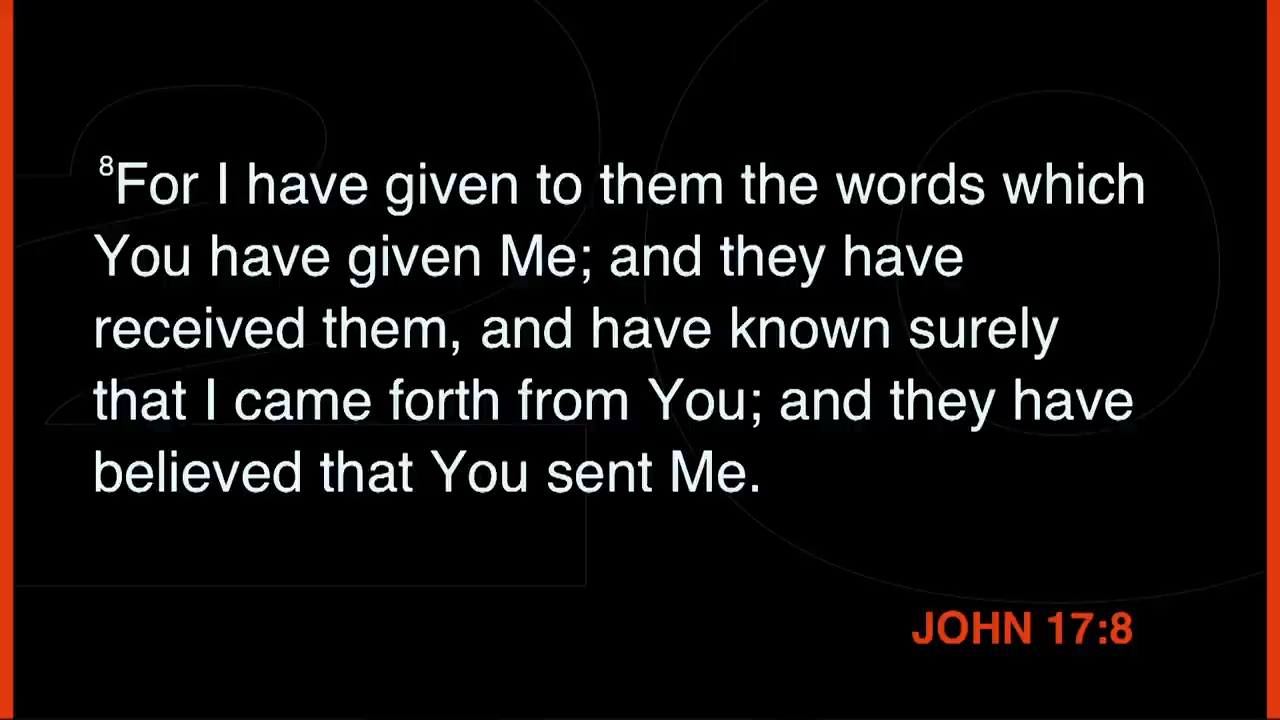 8For I have given to them the words which
You have given Me; and they have
received them, and have known surely
that I came forth from You; and they have
believed that You sent Me.
JOHN 17:8